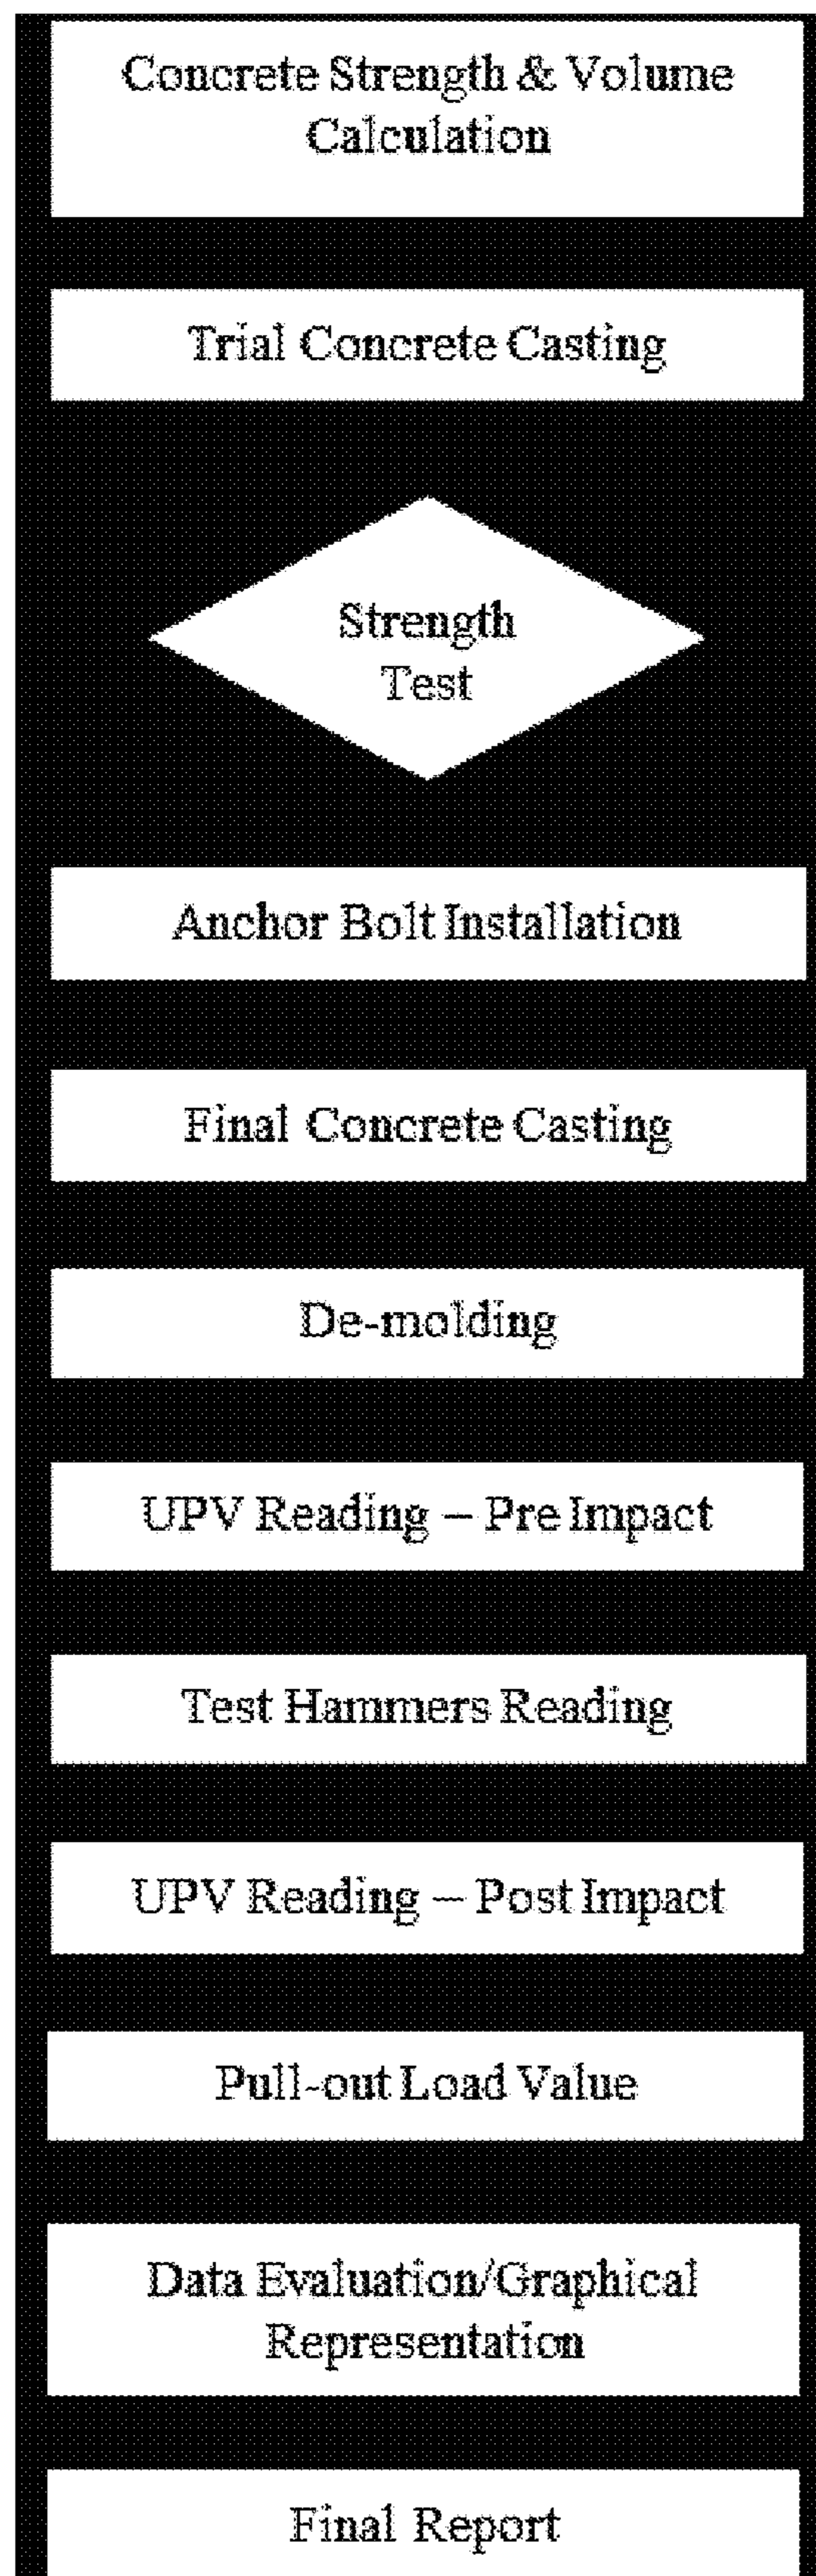 Concrete Strength & Volume
Calculation
Trial Concrete Casting
Strength
Test
Anchor Bolt Installation
Final Concrete Casting
De-molding
UPV Reading – Pre Impact
Test Hammers Reading
UPV Reading – Post Impact
Pull-out Load Value
Data Evaluation/Graphical
Representation
Final Report